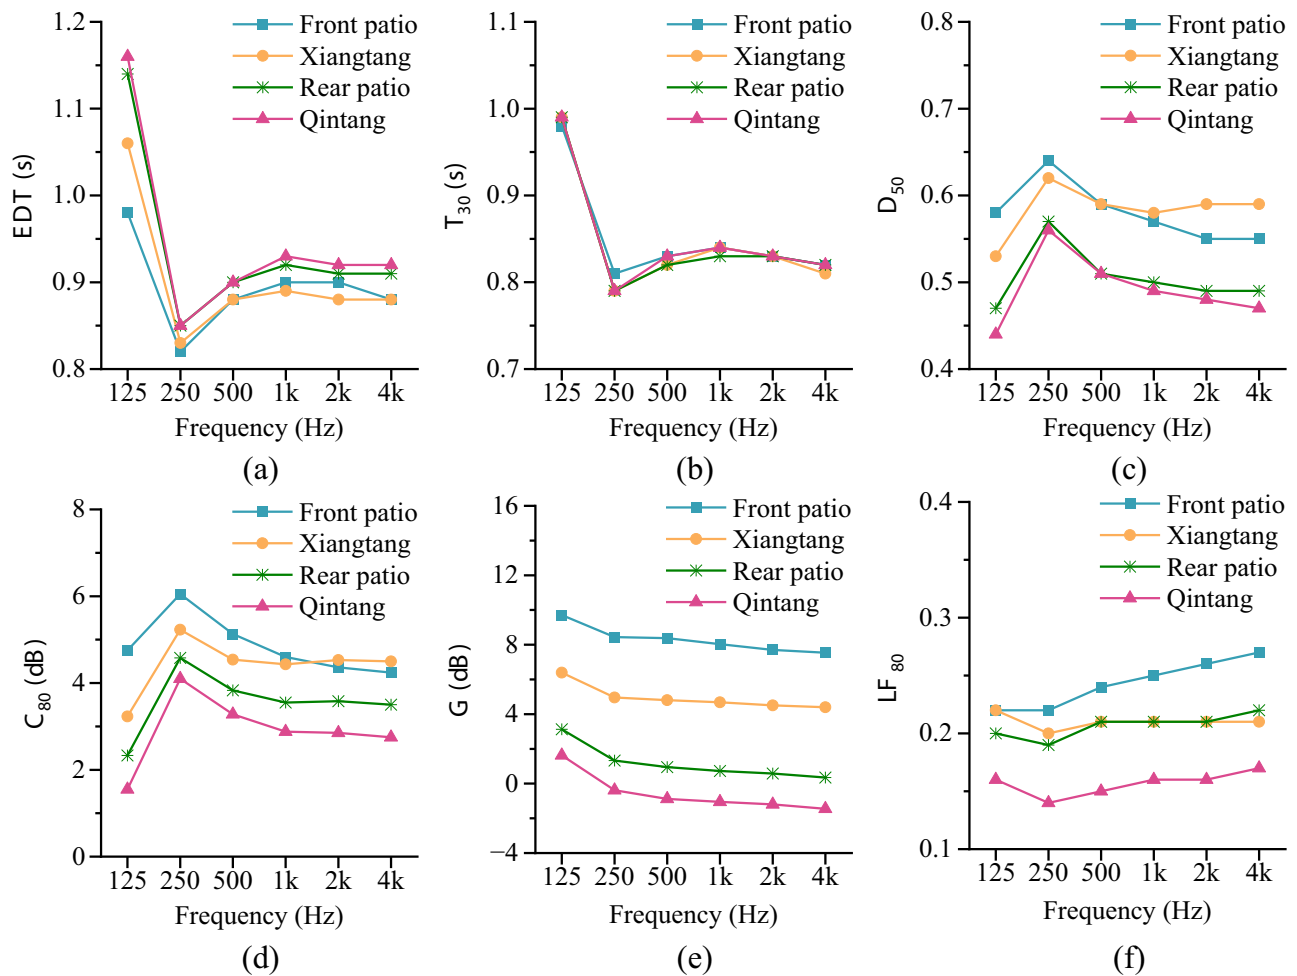 1.2
1.1
1.0
0.9
0.8
EDT (s)
Front patio
Xiangtang
Rear patio
Qintang
125 250 500 1k 2k 4k
Frequency (Hz)
(a)
1.1
1.0
0.9
0.8
0.7
T30 (s)
Front patio
Xiangtang
Rear patio
Qintang
125 250 500 1k 2k 4k
Frequency (Hz)
(b)
0.8
0.7
0.6
0.5
0.4
D50
Front patio
Xiangtang
Rear patio
Qintang
125 250 500 1k 2k 4k
Frequency (Hz)
(c)
8
6
4
2
0
C80 (dB)
Front patio
Xiangtang
Rear patio
Qintang
125 250 500 1k 2k 4k
Frequency (Hz)
(d)
16
12
8
4
0
−4
G (dB)
Front patio
Xiangtang
Rear patio
Qintang
125 250 500 1k 2k 4k
Frequency (Hz)
(e)
0.4
0.3
0.2
0.1
LF 80
Front patio
Xiangtang
Rear patio
Qintang
125 250 500 1k 2k 4k
Frequency (Hz)
(f)